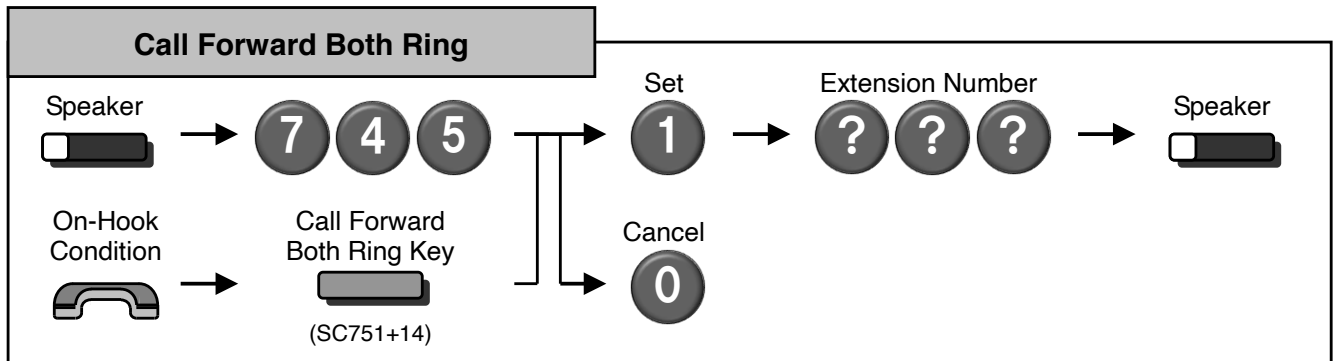 Call Forward Both Ring
Speaker
7 4 5
Set
1
Extension Number
? ? ?
Speaker
On-Hook
Condition
Call Forward
Both Ring Key
(SC751+14)
Cancel
0